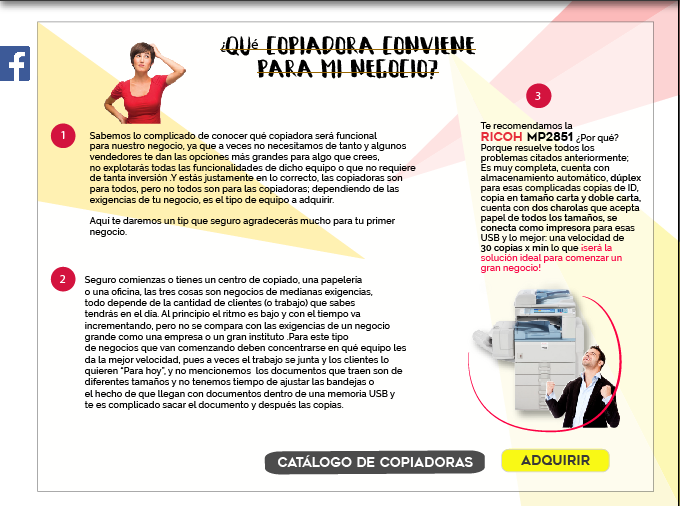 ¿QUé COPIADORA CONVIENE
PARA MI NEGOCIO?
1
Sabemos lo complicado de conocer qué copiadora será funcional
para nuestro negocio, ya que a veces no necesitamos de tanto y algunos
vendedores te dan las opciones más grandes para algo que crees,
no explotarás todas las funcionalidades de dicho equipo o que no requiere
de tanta inversión .Y estás justamente en lo correcto, las copiadoras son
para todos, pero no todos son para las copiadoras; dependiendo de las
exigencias de tu negocio, es el tipo de equipo a adquirir.
Aquí te daremos un tip que seguro agradecerás mucho para tu primer
negocio.
2
Seguro comienzas o tienes un centro de copiado, una papelería
o una oficina, las tres cosas son negocios de medianas exigencias,
todo depende de la cantidad de clientes (o trabajo) que sabes
tendrás en el día. Al principio el ritmo es bajo y con el tiempo va
incrementando, pero no se compara con las exigencias de un negocio
grande como una empresa o un gran instituto .Para este tipo
de negocios que van comenzando deben concentrarse en qué equipo les
da la mejor velocidad, pues a veces el trabajo se junta y los clientes lo
quieren "Para hoy", y no mencionemos los documentos que traen son de
diferentes tamaños y no tenemos tiempo de ajustar las bandejas o
el hecho de que llegan con documentos dentro de una memoria USB y
te es complicado sacar el documento y después las copias.
3
Te recomendamos la
RICOH MP2851 ¿Por qué?
Porque resuelve todos los
problemas citados anteriormente;
Es muy completa, cuenta con
almacenamiento automático, dúplex
para esas complicadas copias de ID,
copia en tamaño carta y doble carta,
cuenta con dos charolas que acepta
papel de todos los tamaños, se
conecta como impresora para esas
USB y lo mejor: una velocidad de
30 copias x min lo que ¡será la
solución ideal para comenzar un
gran negocio!
CATÁLOGO DE COPIADORAS
ADQUIRIR